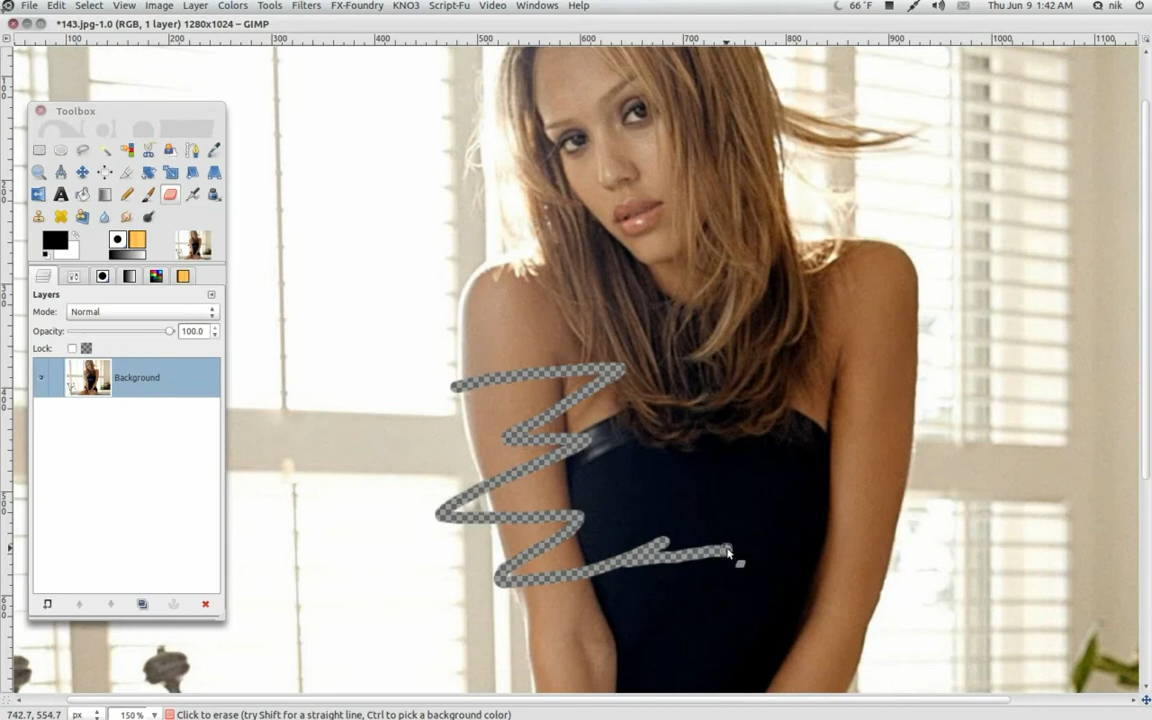 File Edit Select View Image Layer Colors Tools Filters FX-Foundry KNO3 Script-Fu Video Windows Help 66 °F Thu Jun 9 1:42 AM nik
*143.jpg-1.0 (RGB, 1 layer) 1280x1024 – GIMP
100 200 300 400 500 600 700 800 900 1000 1100
Toolbox
Layers
Mode: Normal
Opacity: 100.0
Lock:
Background
742.7, 554.7 px 150% Click to erase (try Shift for a straight line, Ctrl to pick a background color)